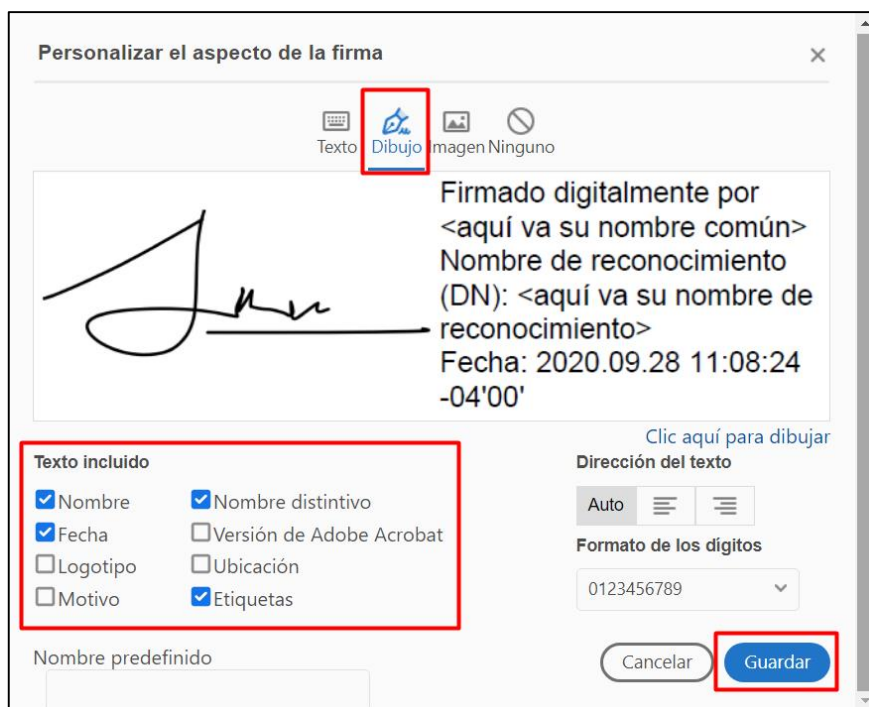 Personalizar el aspecto de la firma
Texto Dibujo Imagen Ninguno
Firmado digitalmente por
<aquí va su nombre común>
Nombre de reconocimiento
(DN): <aquí va su nombre de
reconocimiento>
Fecha: 2020.09.28 11:08:24
-04'00'
Clic aquí para dibujar
Texto incluido
Nombre
Nombre distintivo
Fecha
Versión de Adobe Acrobat
Logotipo
Ubicación
Motivo
Etiquetas
Dirección del texto
Auto
Formato de los dígitos
0123456789
Nombre predefinido
Cancelar
Guardar